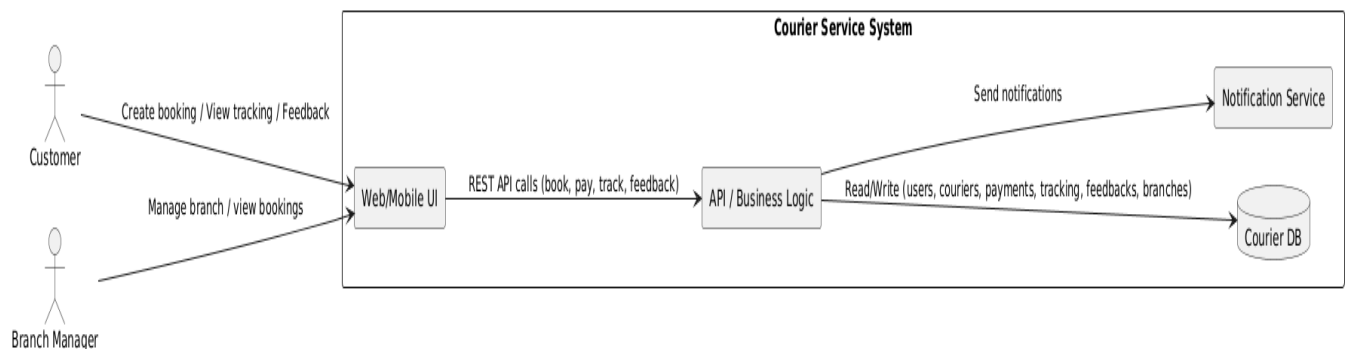 Courier Service System
Customer
Create booking / View tracking / Feedback
Branch Manager
Manage branch / view bookings
Web/Mobile UI
REST API calls (book, pay, track, feedback)
API / Business Logic
Send notifications
Notification Service
Read/Write (users, couriers, payments, tracking, feedbacks, branches)
Courier DB